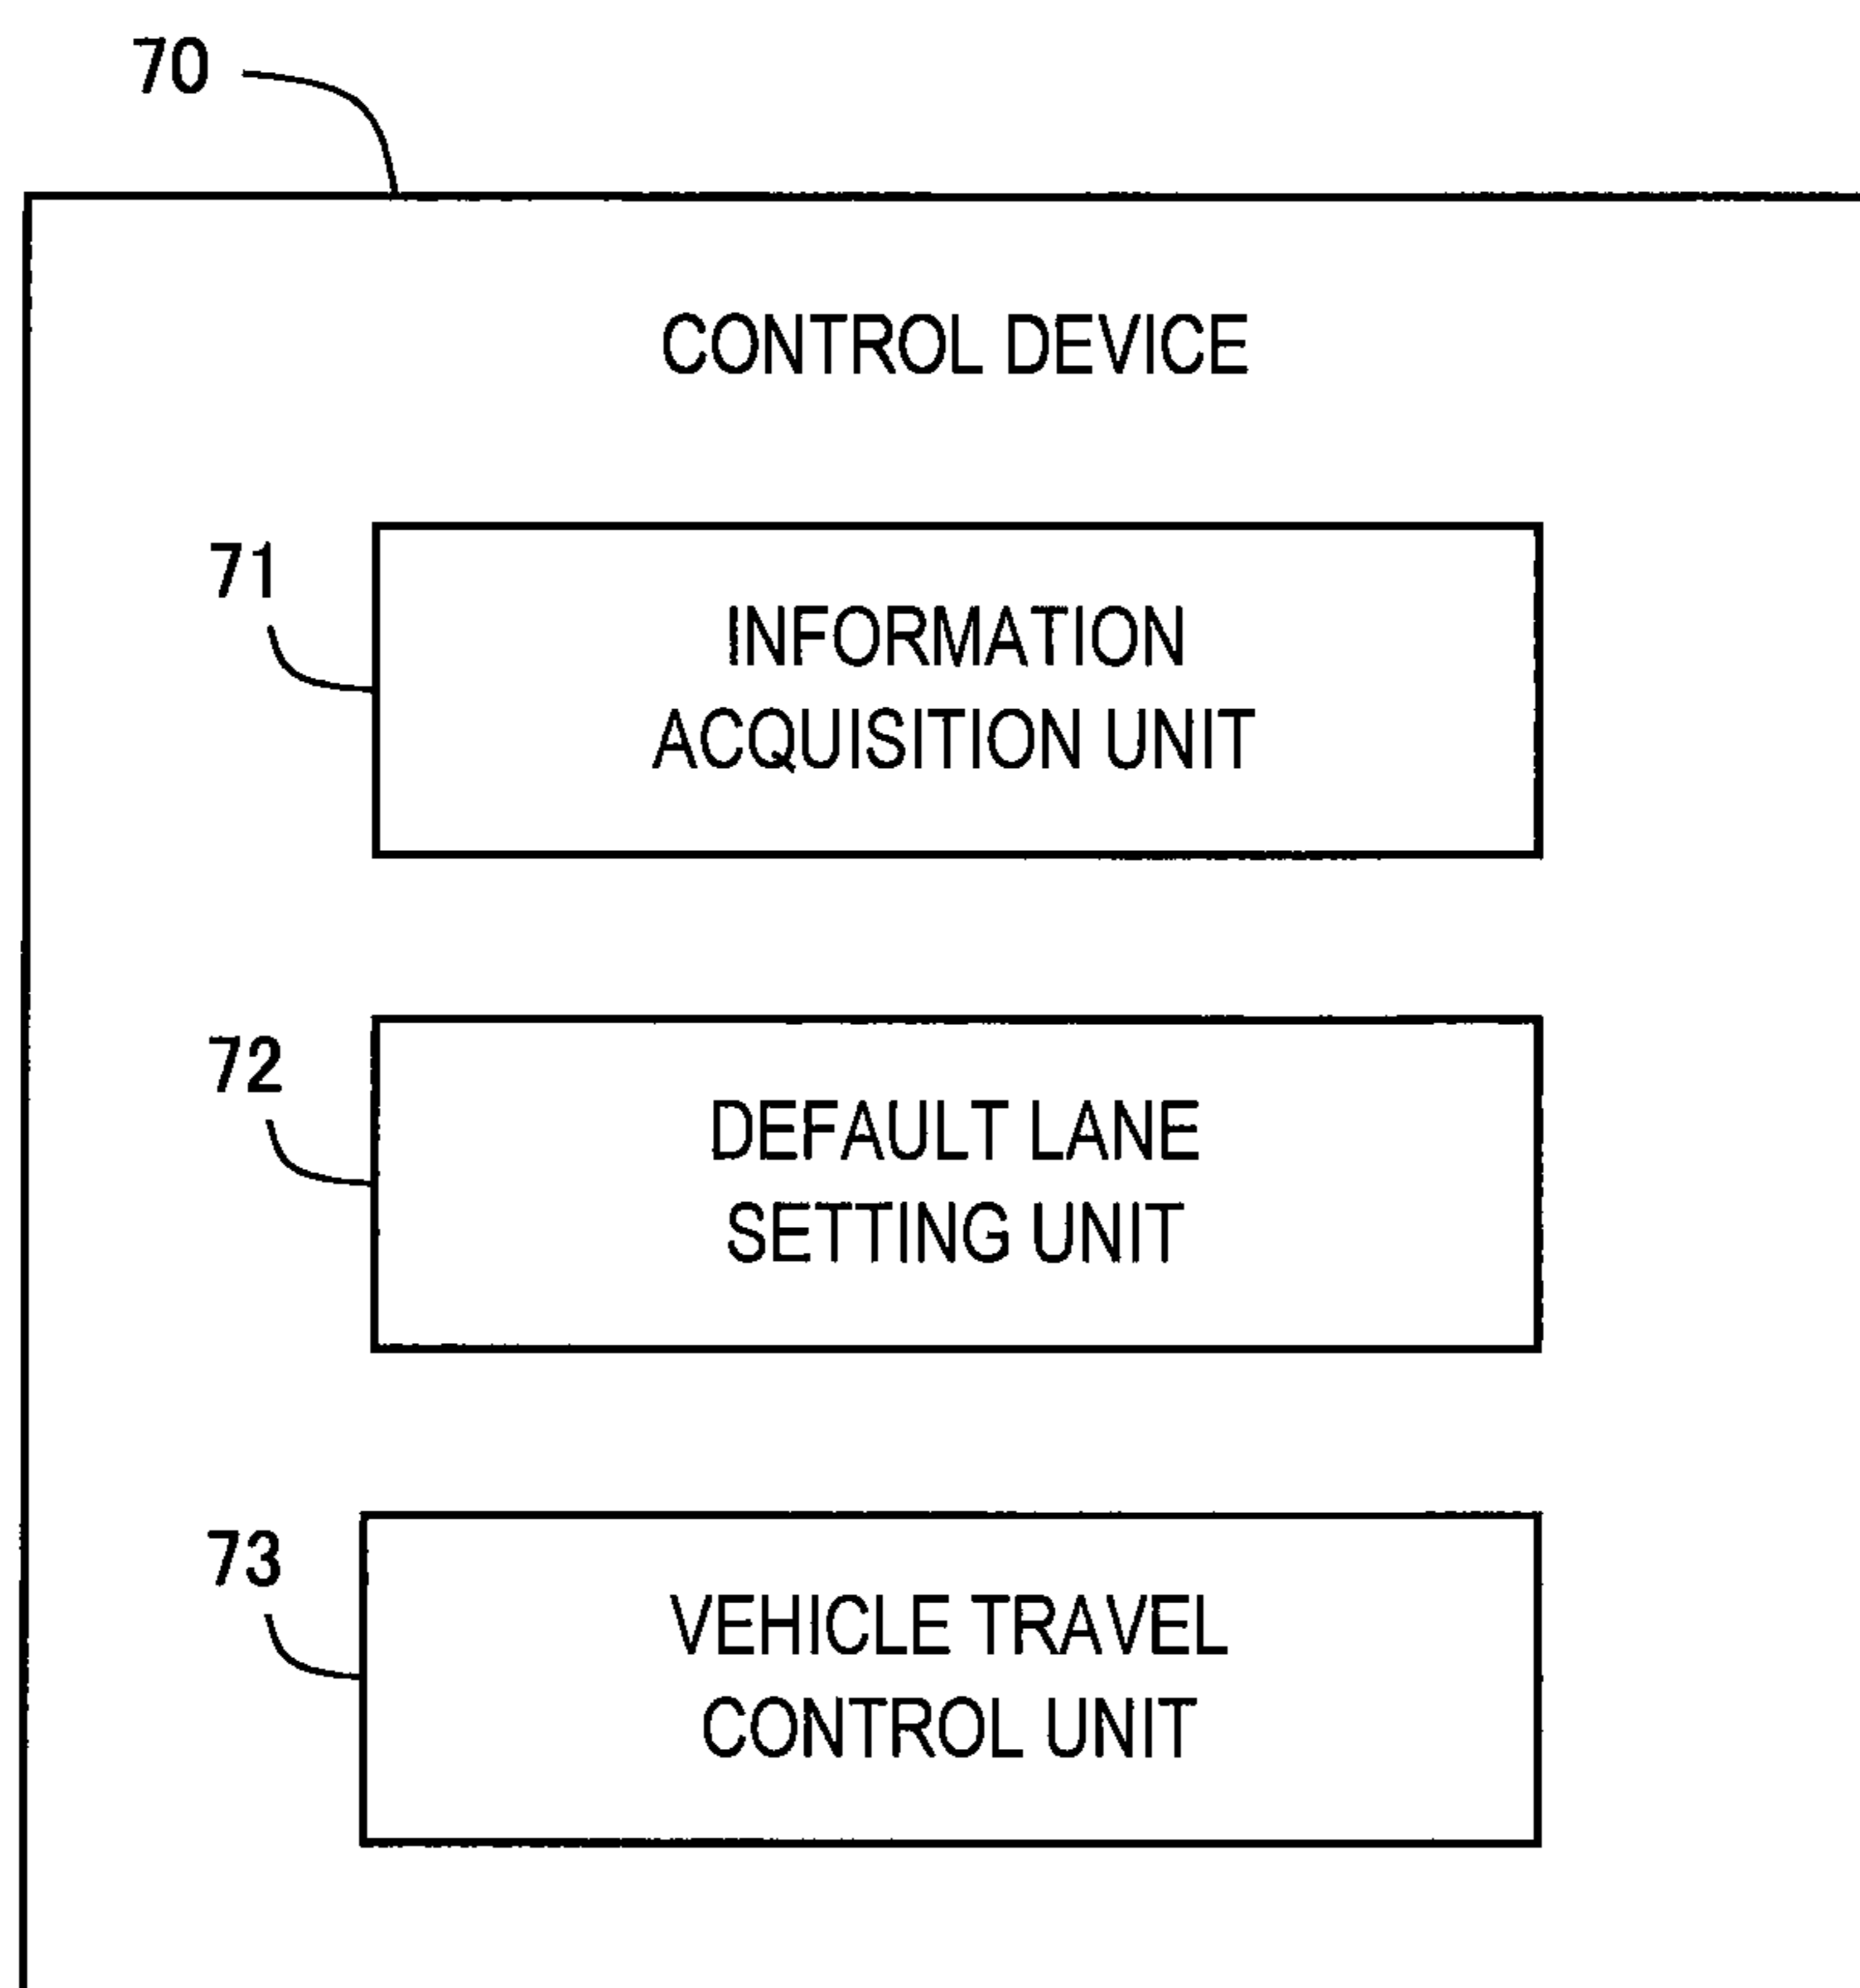 70
CONTROL DEVICE
71
INFORMATION
ACQUISITION UNIT
72
DEFAULT LANE
SETTING UNIT
73
VEHICLE TRAVEL
CONTROL UNIT